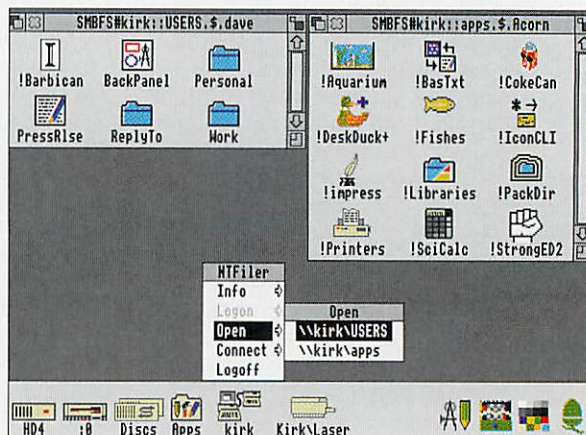 SMBFS#kirk::USERS.$.dave
!Barbican BackPanel Personal
PressRlse ReplyTo Work
SMBFS#kirk::apps.$.Acorn
!Aquarium !BasTxt !CokeCan
!DeskDuck+ !Fishes !IconCLI
!impress !Libraries !PackDir
!Printers !SciCalc !StrongED2
NTFiler
Info
Logon
Open
Connect
Logoff
Open
\\kirk\USERS
\\kirk\apps
HD4 :0 Discs Apps kirk Kirk\Laser